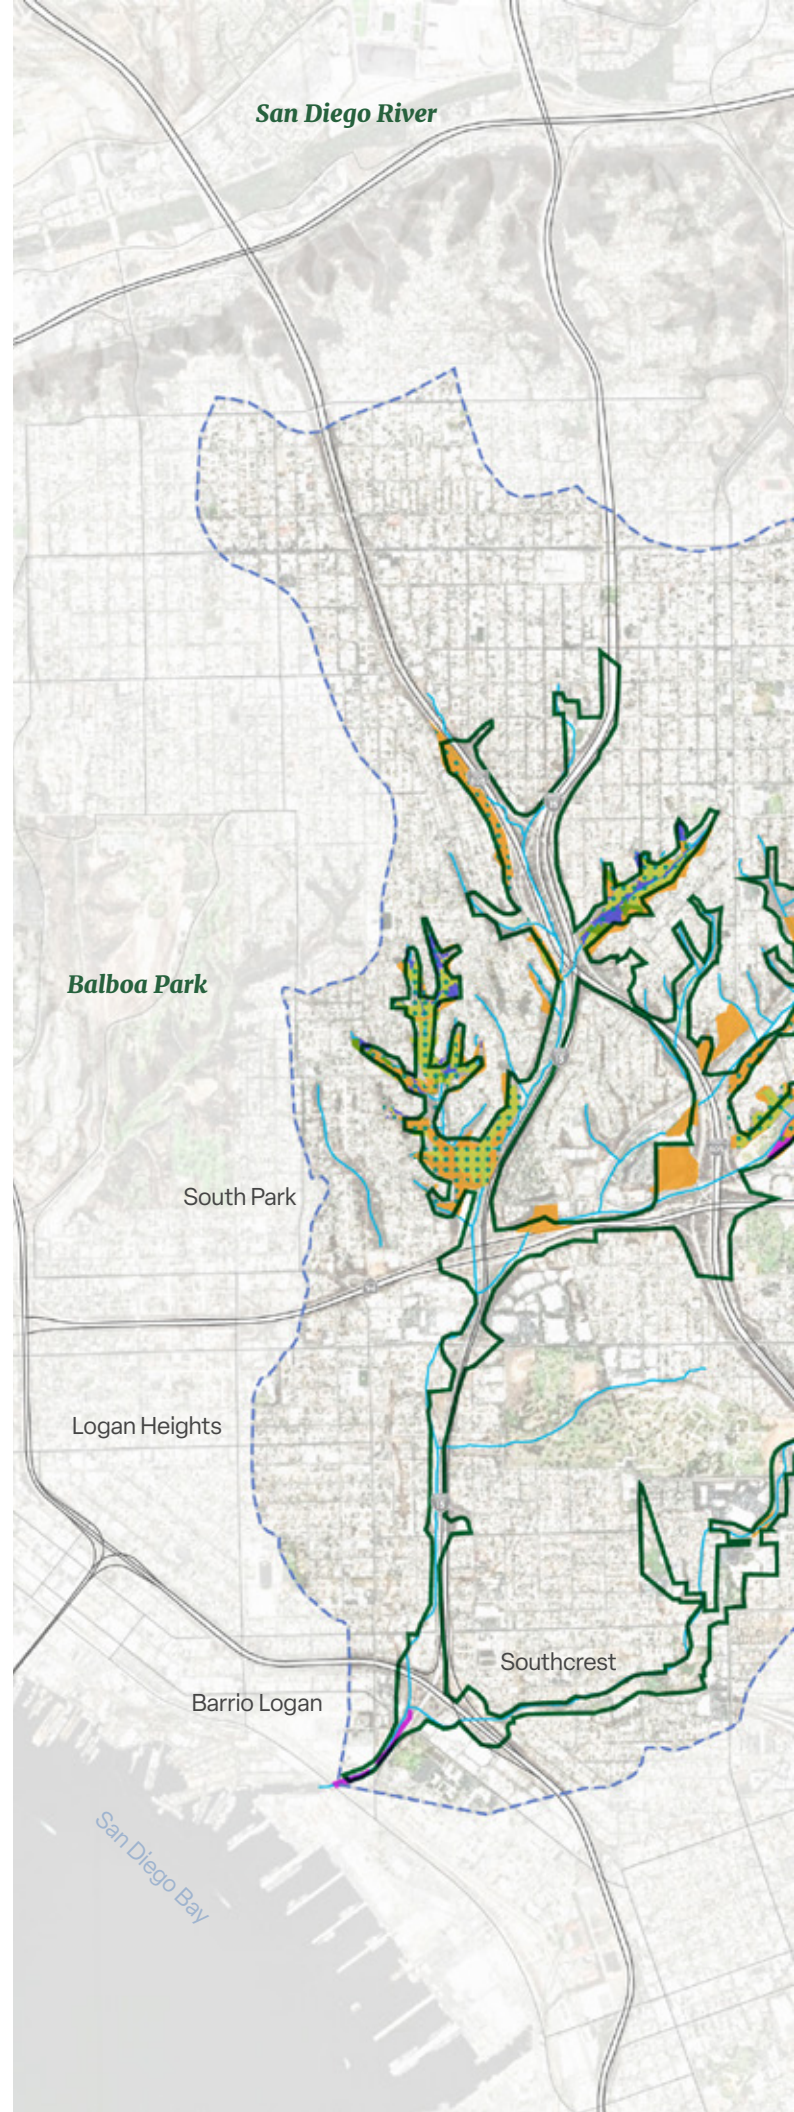 San Diego River
Balboa Park
South Park
Logan Heights
Southcrest
Barrio Logan
San Diego Bay